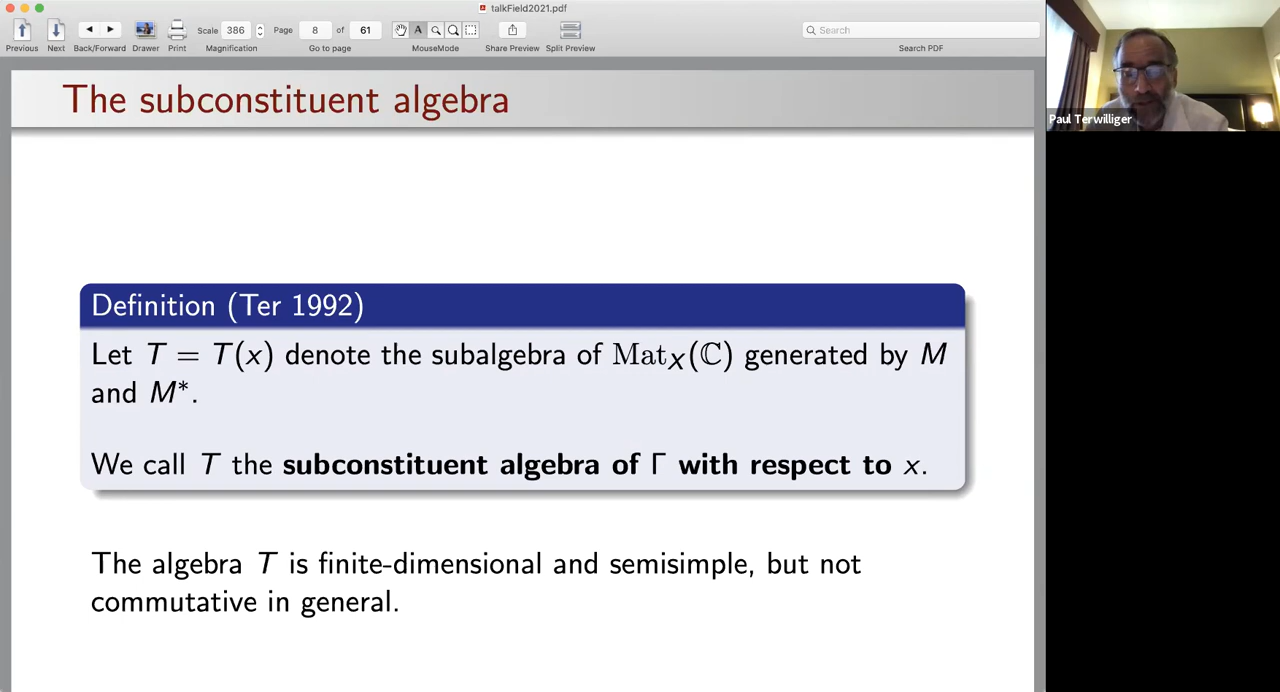 talkField2021.pdf
Scale 386 Page 8 of 61 Search
Previous Next Back/Forward Drawer Print Magnification Go to page MouseMode Share Preview Split Preview Search PDF
The subconstituent algebra
Paul Terwilliger
Definition (Ter 1992)
Let T = T(x) denote the subalgebra of Mat_X(ℂ) generated by M
and M*.
We call T the subconstituent algebra of Γ with respect to x.
The algebra T is finite-dimensional and semisimple, but not
commutative in general.